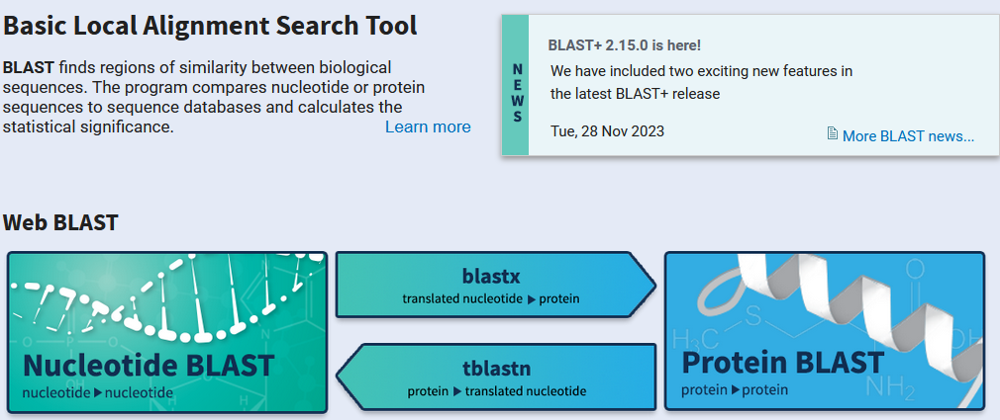 Basic Local Alignment Search Tool
BLAST finds regions of similarity between biological
sequences. The program compares nucleotide or protein
sequences to sequence databases and calculates the
statistical significance.
Learn more
NEWS
BLAST+ 2.15.0 is here!
We have included two exciting new features in
the latest BLAST+ release
Tue, 28 Nov 2023
More BLAST news...
Web BLAST
Nucleotide BLAST
nucleotide ▶ nucleotide
blastx
translated nucleotide ▶ protein
tblastn
protein ▶ translated nucleotide
O
S
H₃C
OH
NH₂
Protein BLAST
protein ▶ protein